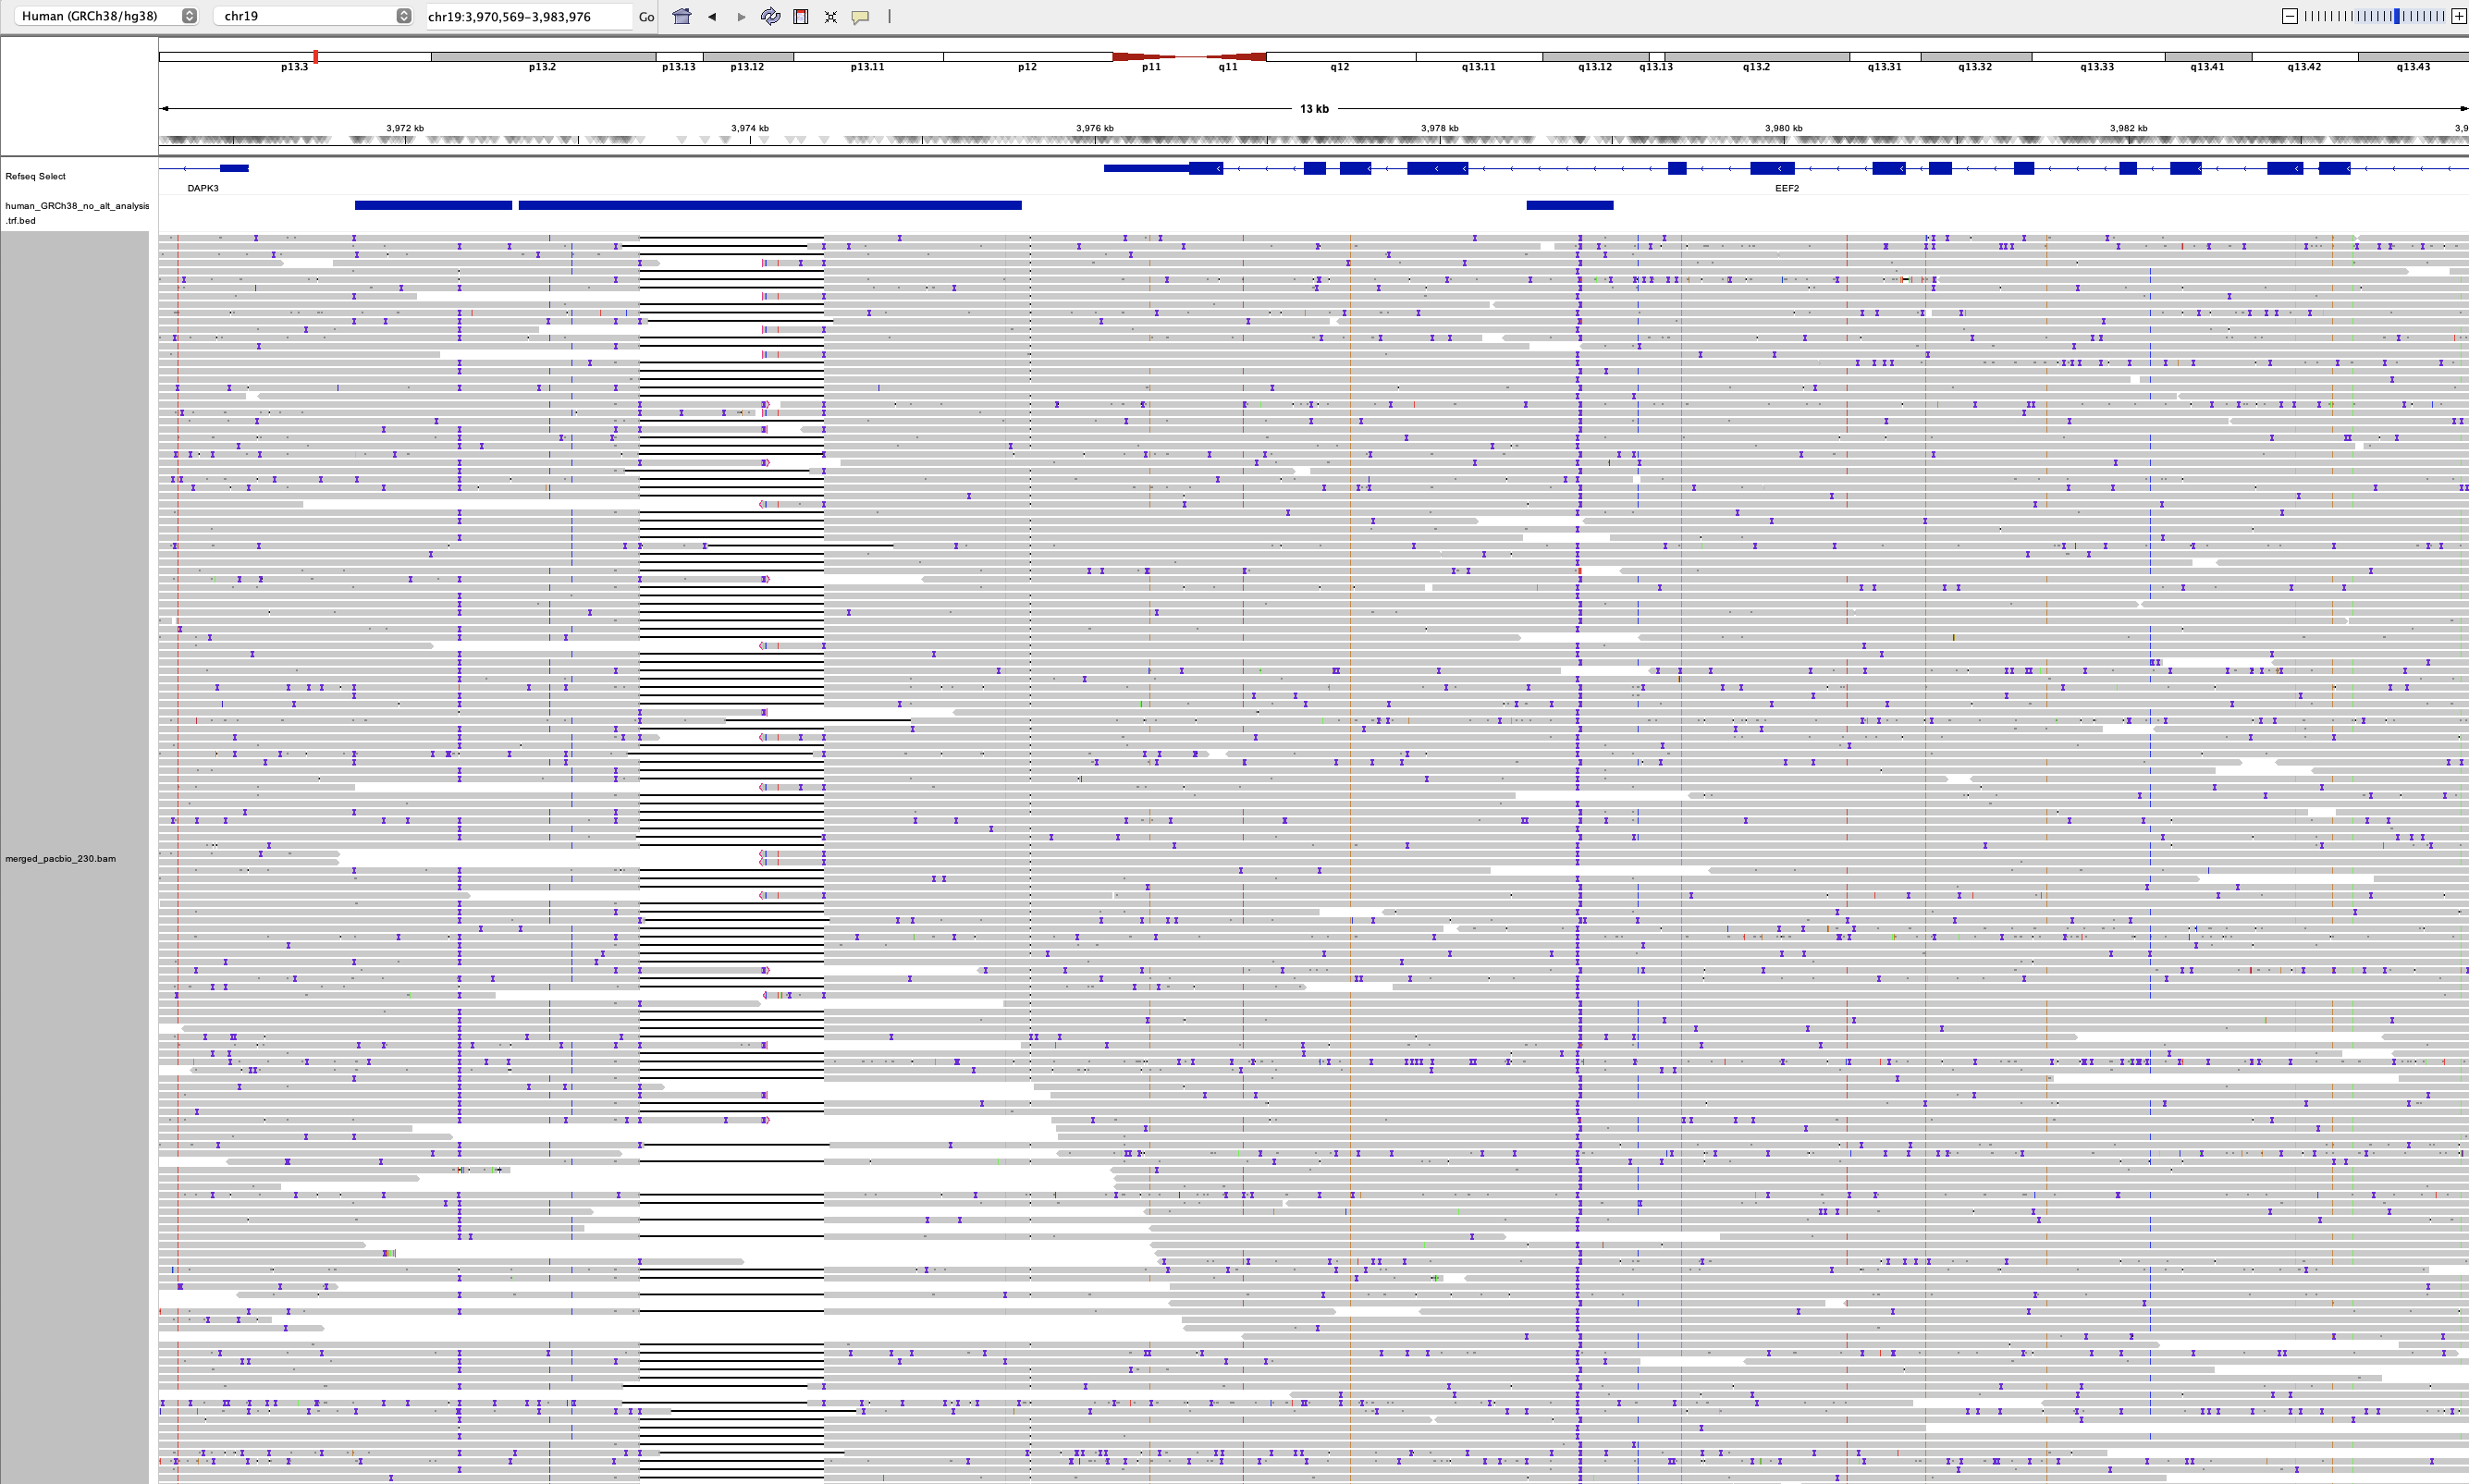 Human (GRCh38/hg38) chr19 chr19:3,970,569-3,983,976 Go
p13.3 p13.2 p13.13 p13.12 p13.11 p12 p11 q11 q12 q13.11 q13.12 q13.13 q13.2 q13.31 q13.32 q13.33 q13.41 q13.42 q13.43
13 kb
3,972 kb 3,974 kb 3,976 kb 3,978 kb 3,980 kb 3,982 kb 3,9
Refseq Select
DAPK3 EEF2
human_GRCh38_no_alt_analysis
.trf.bed
merged_pacbio_230.bam